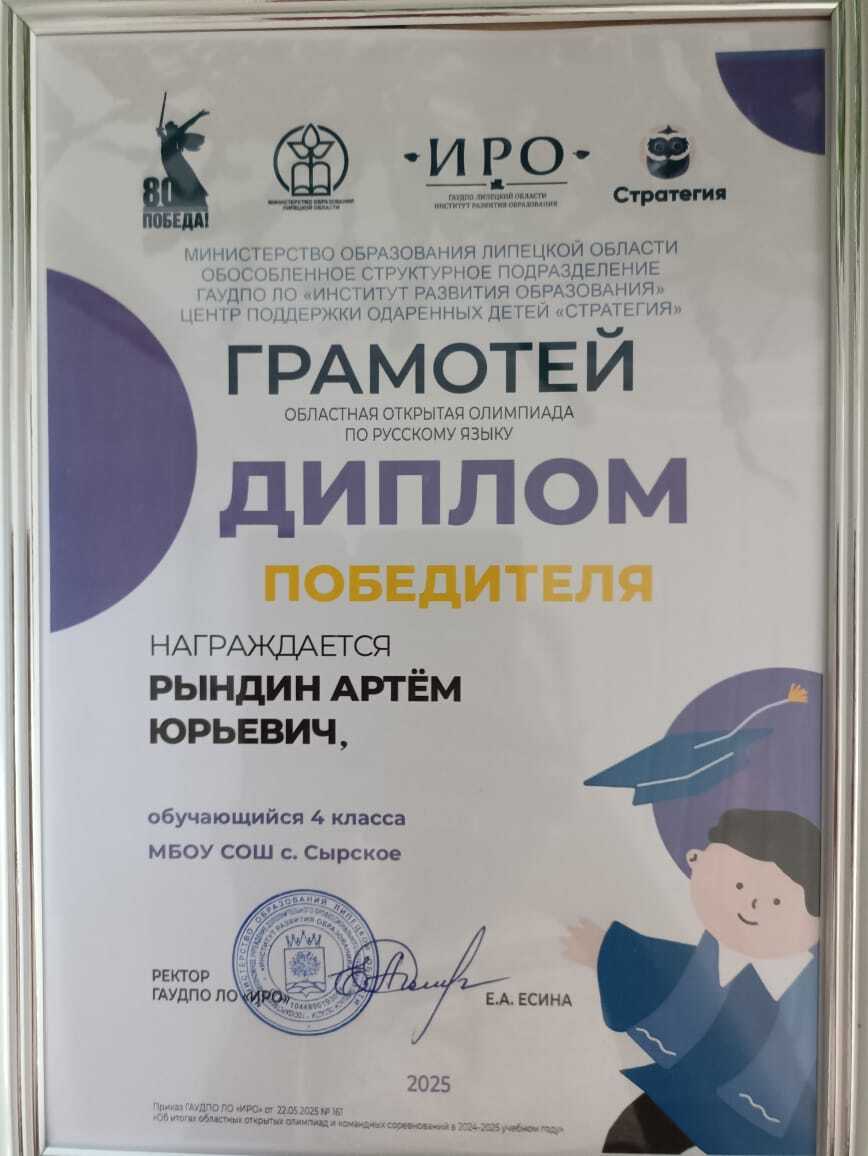 80
ПОБЕДА!
МИНИСТЕРСТВО ОБРАЗОВАНИЯ
ЛИПЕЦКОЙ ОБЛАСТИ
ИРО
ГАУДПО ЛИПЕЦКОЙ ОБЛАСТИ
ИНСТИТУТ РАЗВИТИЯ ОБРАЗОВАНИЯ
Стратегия
МИНИСТЕРСТВО ОБРАЗОВАНИЯ ЛИПЕЦКОЙ ОБЛАСТИ
ОБОСОБЛЕННОЕ СТРУКТУРНОЕ ПОДРАЗДЕЛЕНИЕ
ГАУДПО ЛО «ИНСТИТУТ РАЗВИТИЯ ОБРАЗОВАНИЯ»
ЦЕНТР ПОДДЕРЖКИ ОДАРЕННЫХ ДЕТЕЙ «СТРАТЕГИЯ»
ГРАМОТЕЙ
ОБЛАСТНАЯ ОТКРЫТАЯ ОЛИМПИАДА
ПО РУССКОМУ ЯЗЫКУ
ДИПЛОМ
ПОБЕДИТЕЛЯ
НАГРАЖДАЕТСЯ
РЫНДИН АРТЁМ
ЮРЬЕВИЧ,
обучающийся 4 класса
МБОУ СОШ с. Сырское
РЕКТОР
ГАУДПО ЛО «ИРО»
Е.А. ЕСИНА
2025
Приказ ГАУДПО ЛО «ИРО» от 22.05.2025 № 161
«Об итогах областных открытых олимпиад и командных соревнований в 2024-2025 учебном году»